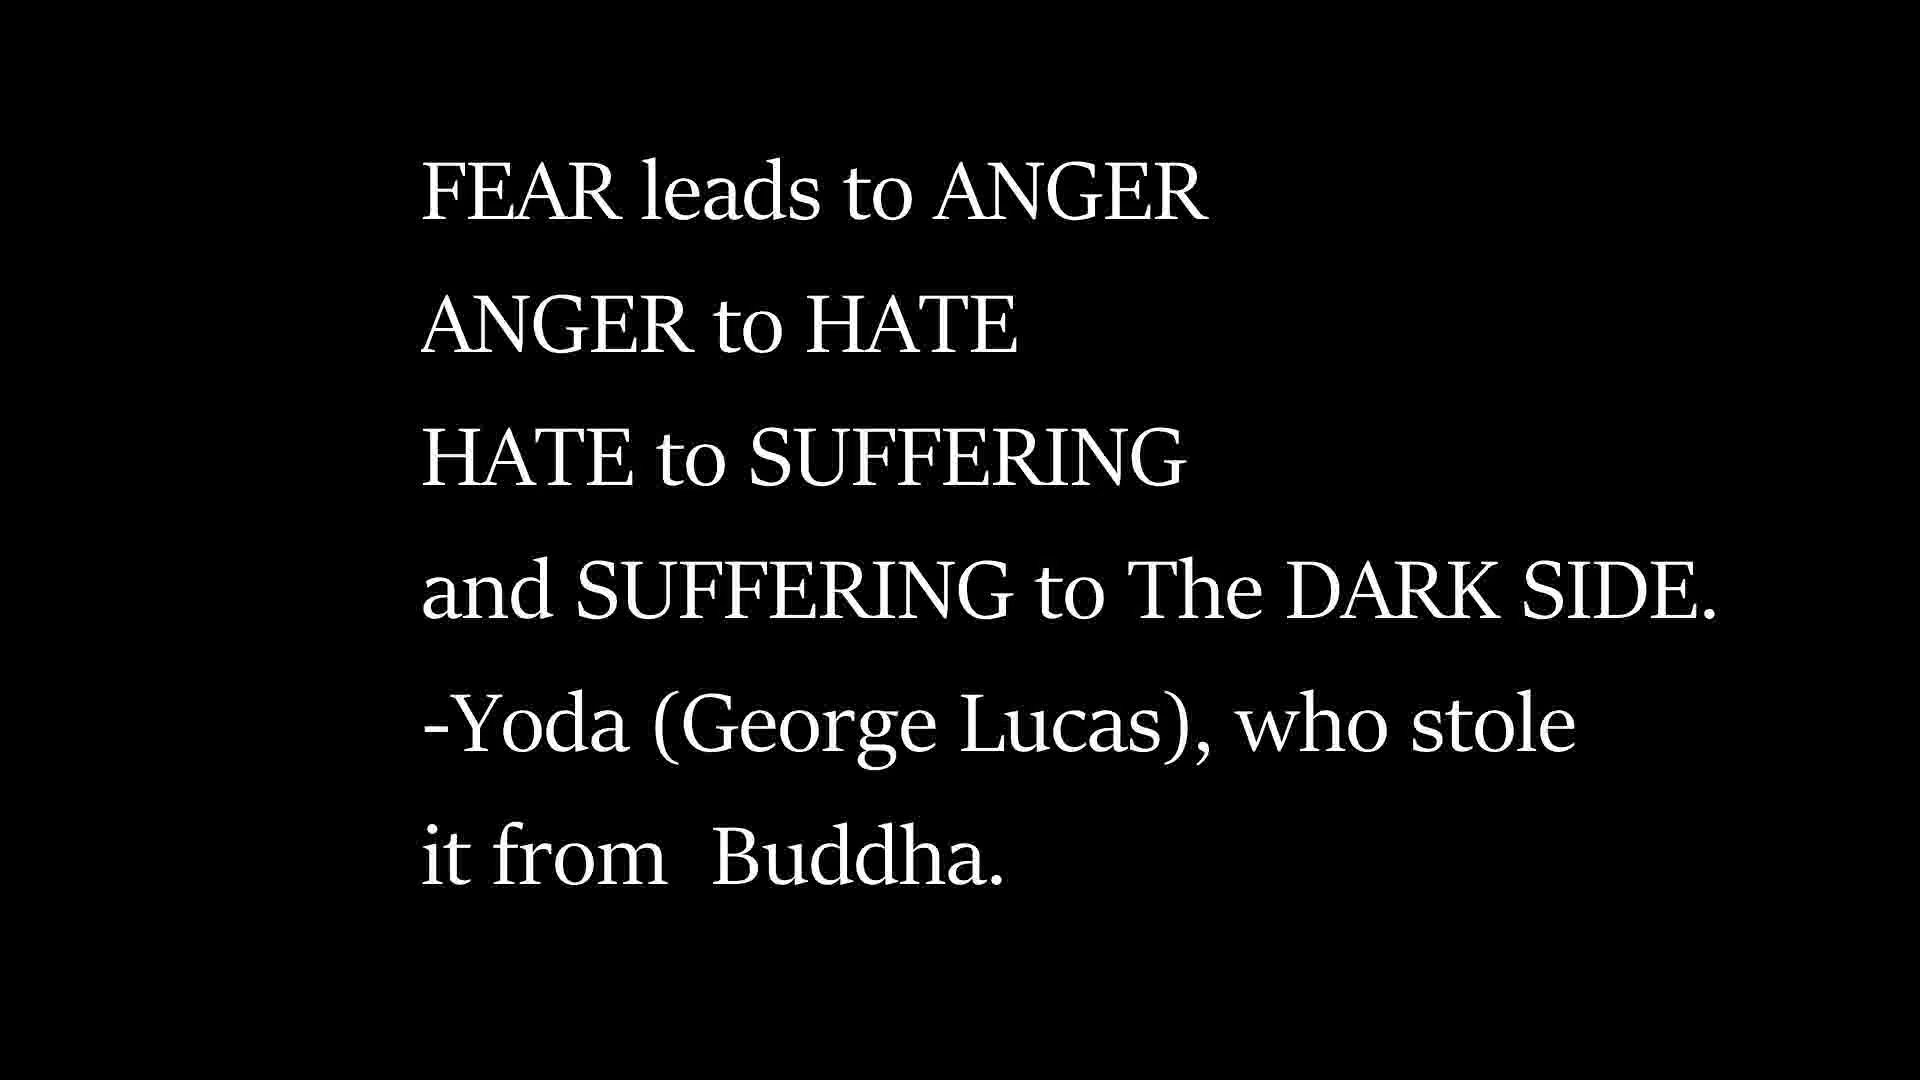 FEAR leads to ANGER
ANGER to HATE
HATE to SUFFERING
and SUFFERING to The DARK SIDE.
-Yoda (George Lucas), who stole
it from  Buddha.